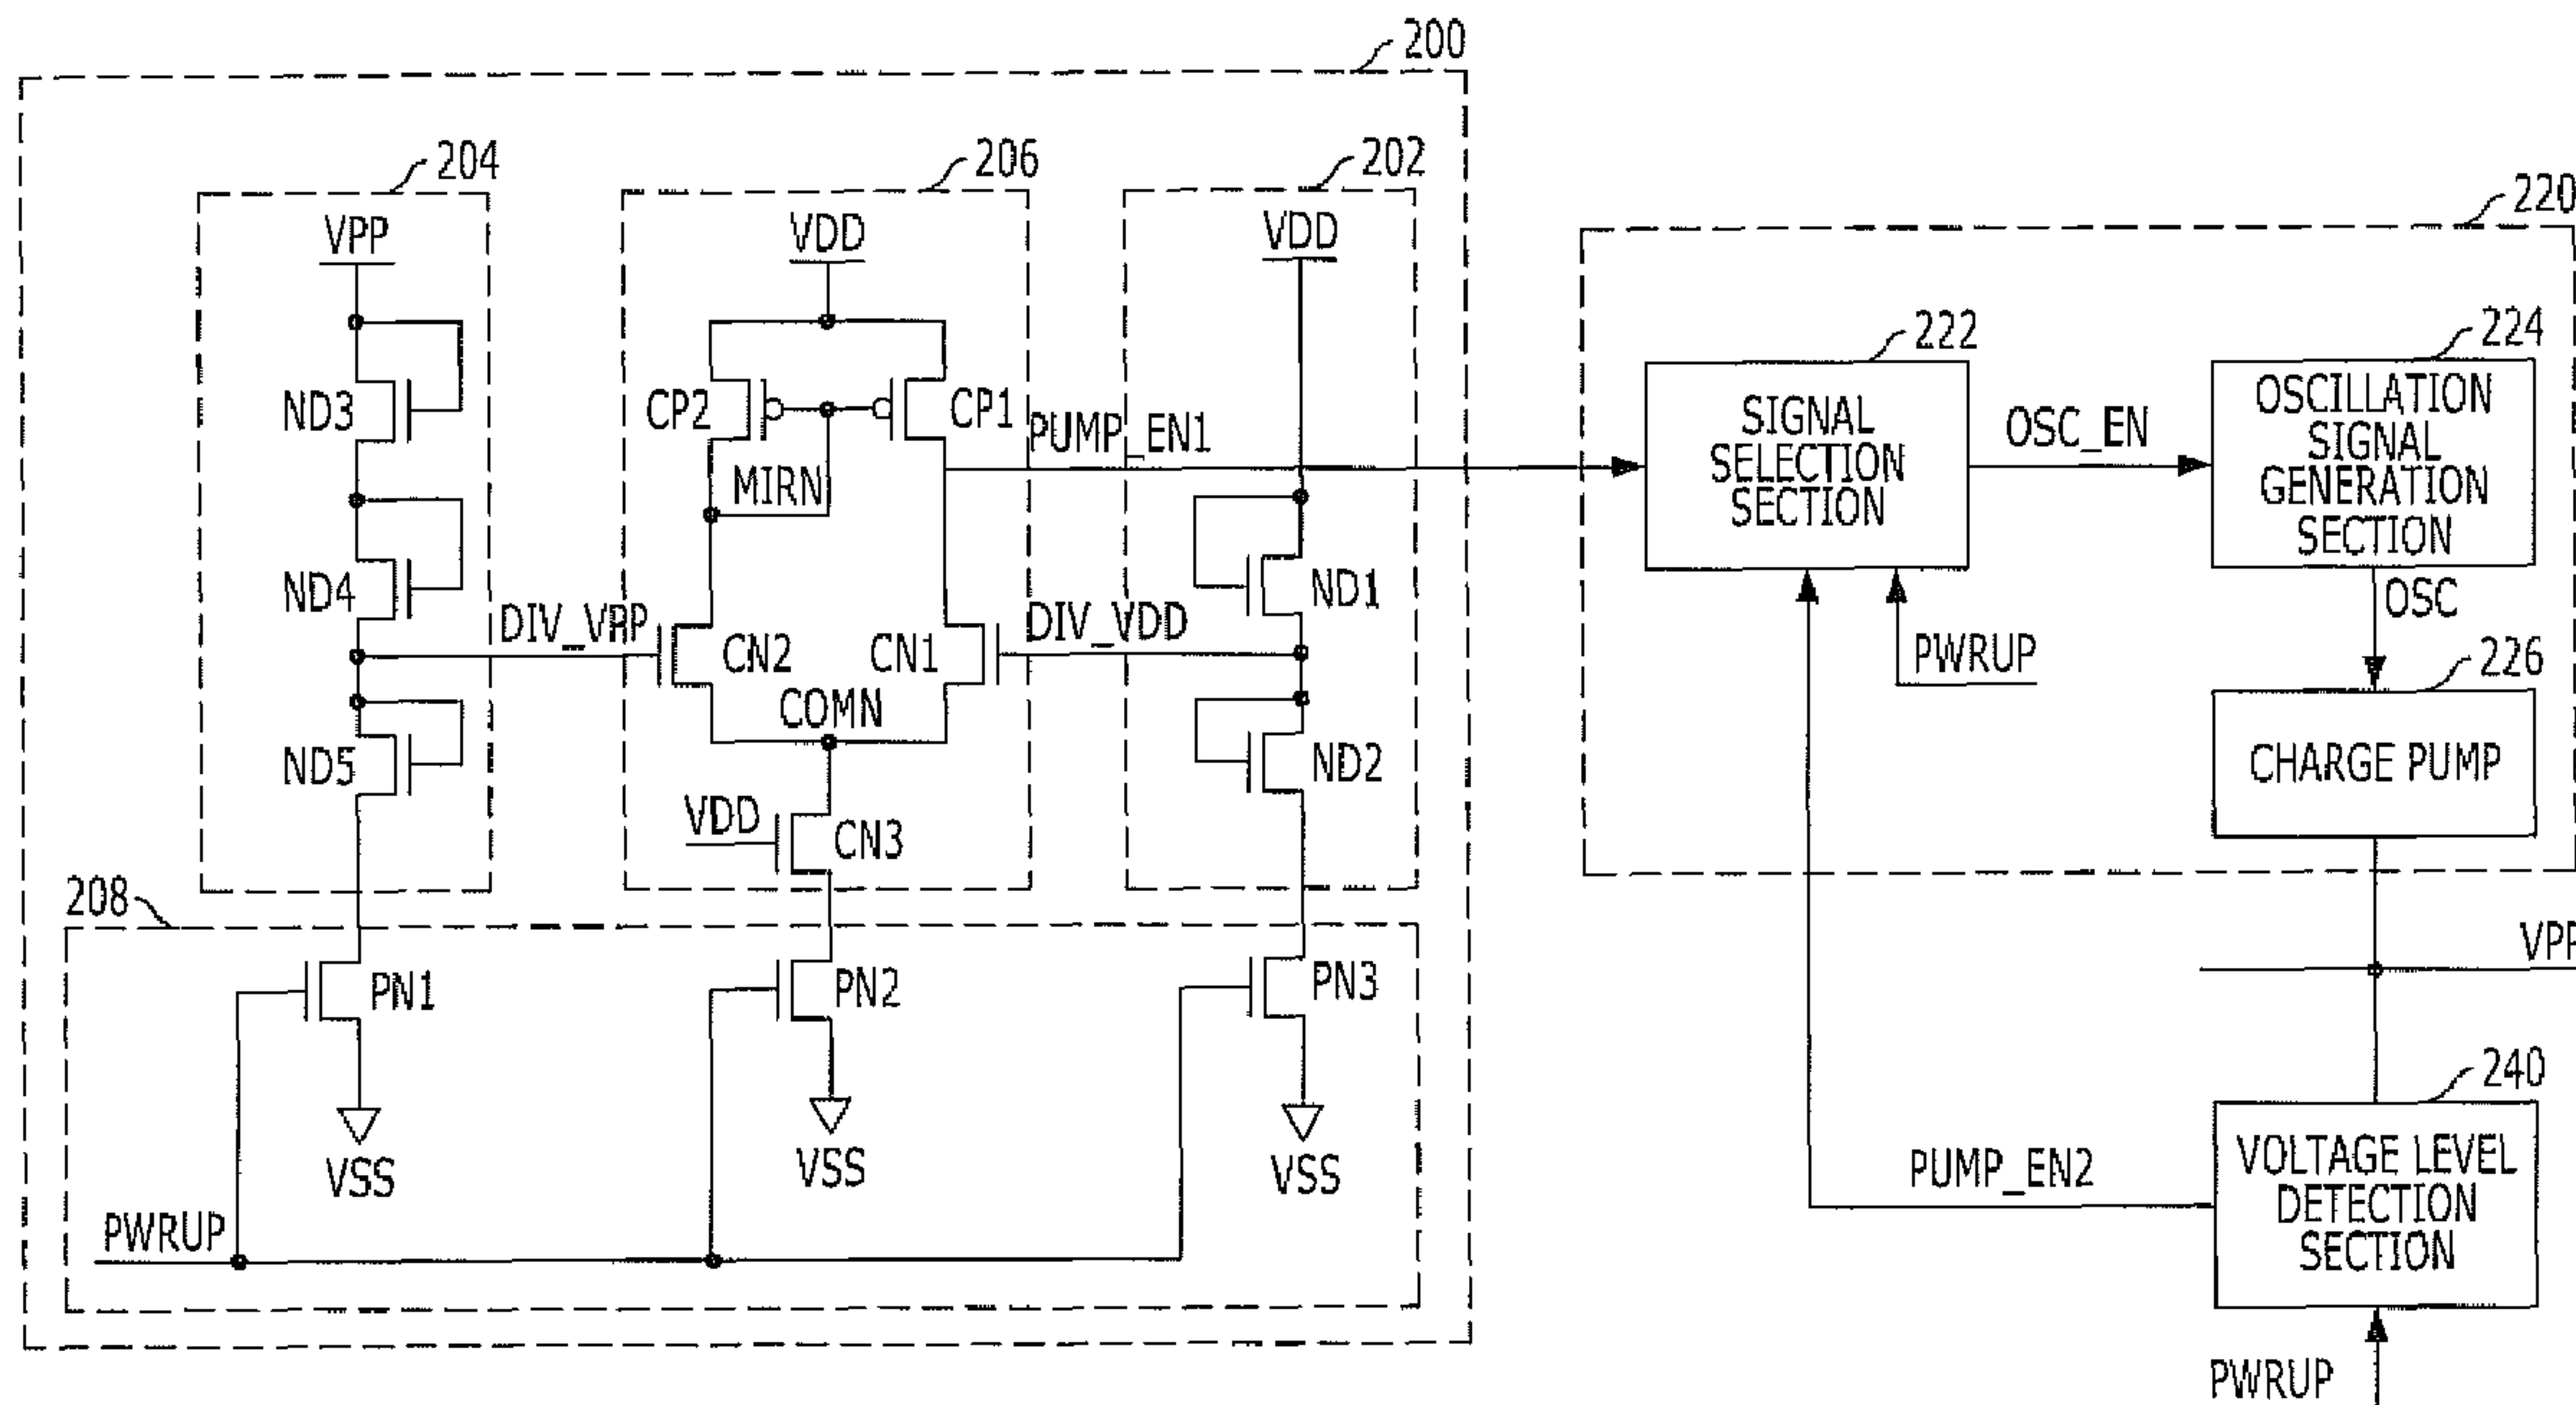 200
204
206
202
220
VPP
VDD
VDD
222
224
ND3
CP2
CP1
PUMP_EN1
SIGNAL
SELECTION
SECTION
OSC_EN
OSCILLATION
SIGNAL
GENERATION
SECTION
MIRN
ND4
DIV_VPP
CN2
CN1
DIV_VDD
ND1
OSC
PWRUP
226
COMN
ND5
ND2
CHARGE PUMP
VDD
CN3
208
VPP
PN1
PN2
PN3
240
VSS
VSS
VSS
PUMP_EN2
VOLTAGE LEVEL
DETECTION
SECTION
PWRUP
PWRUP